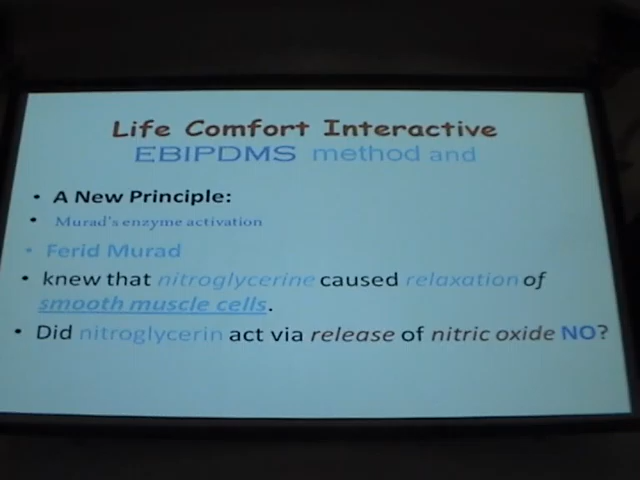 Life Comfort Interactive
EBIPDMS method and
• A New Principle:
• Murad's enzyme activation
• Ferid Murad
• knew that nitroglycerine caused relaxation of
smooth muscle cells.
• Did nitroglycerin act via release of nitric oxide NO?